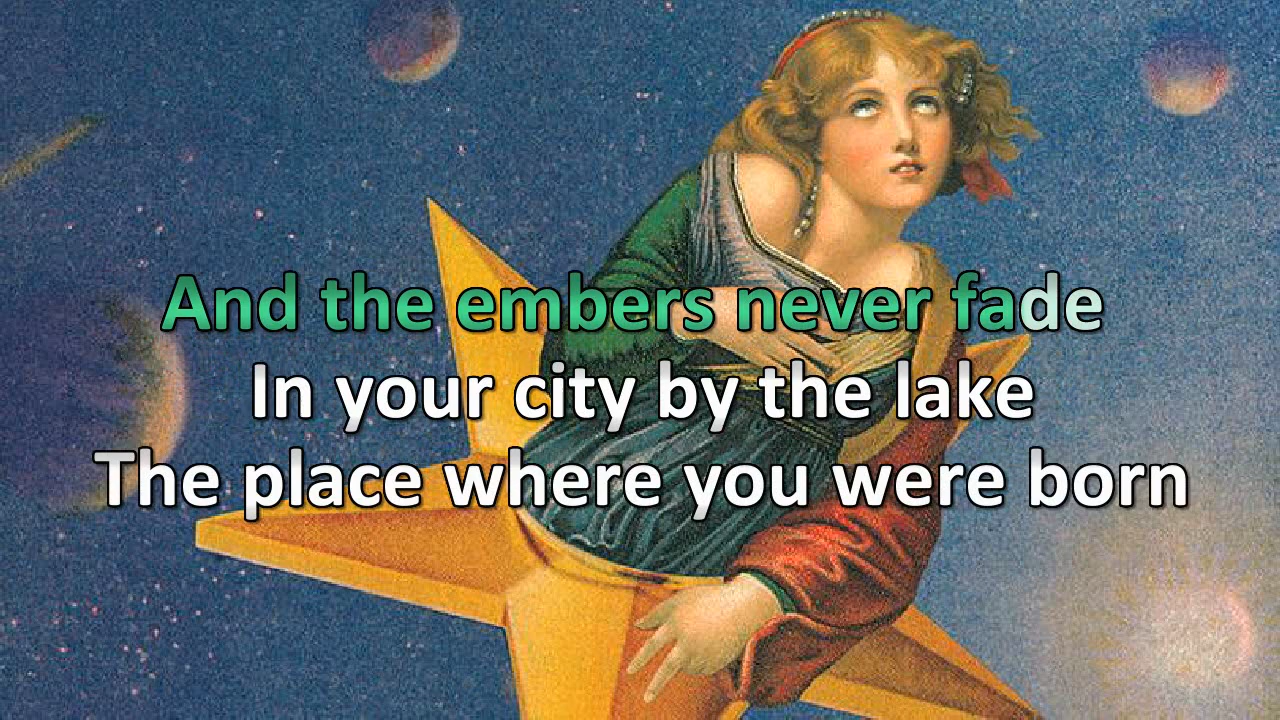 And the embers never fade
In your city by the lake
The place where you were born